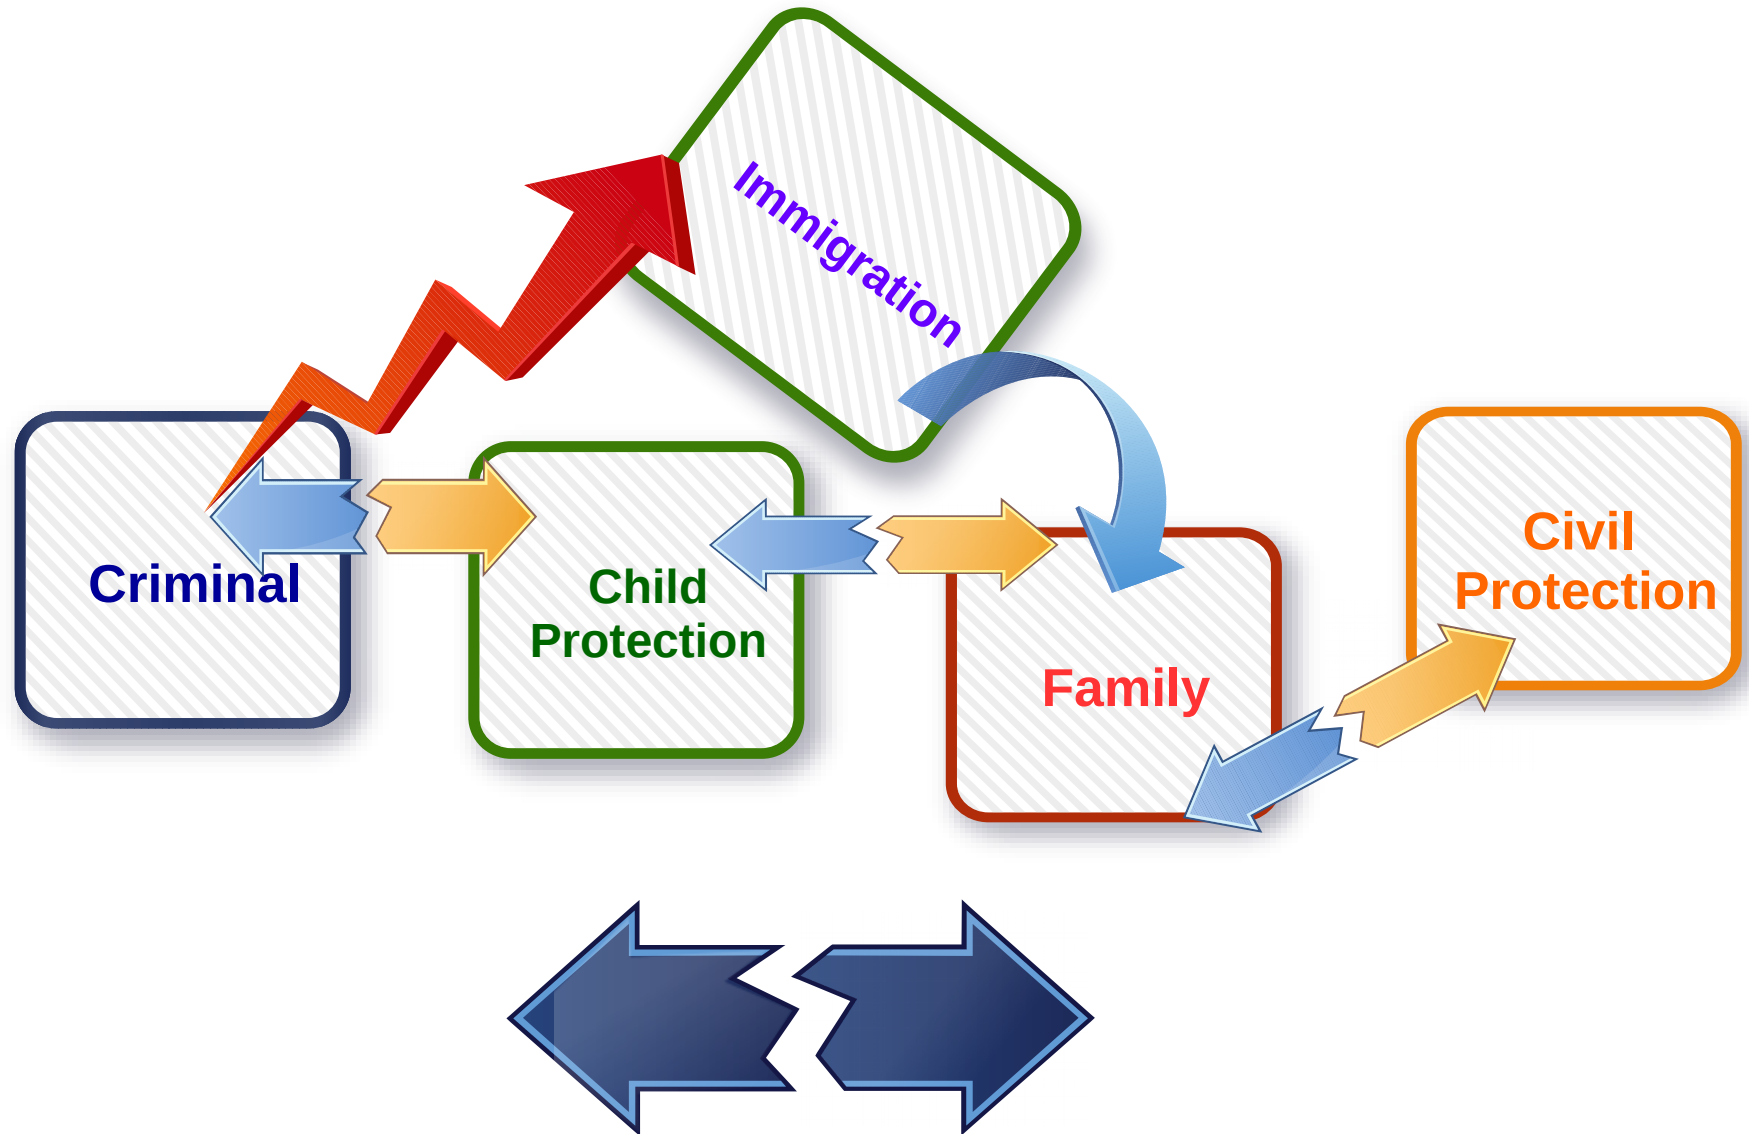 Immigration
Criminal
Child
Protection
Family
Civil
Protection